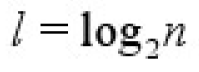 l = log₂n